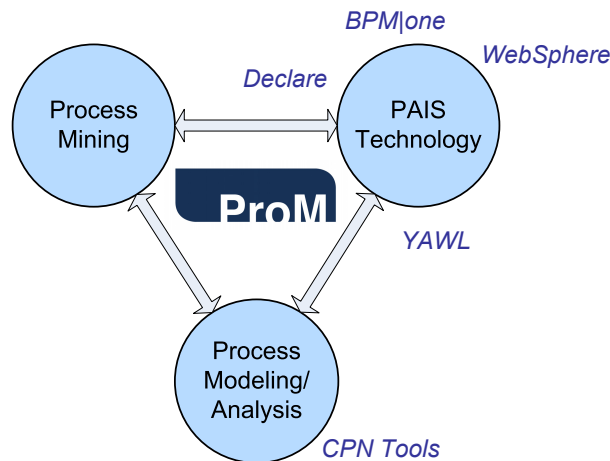 BPM|one
WebSphere
Declare
Process
Mining
PAIS
Technology
ProM
YAWL
Process
Modeling/
Analysis
CPN Tools